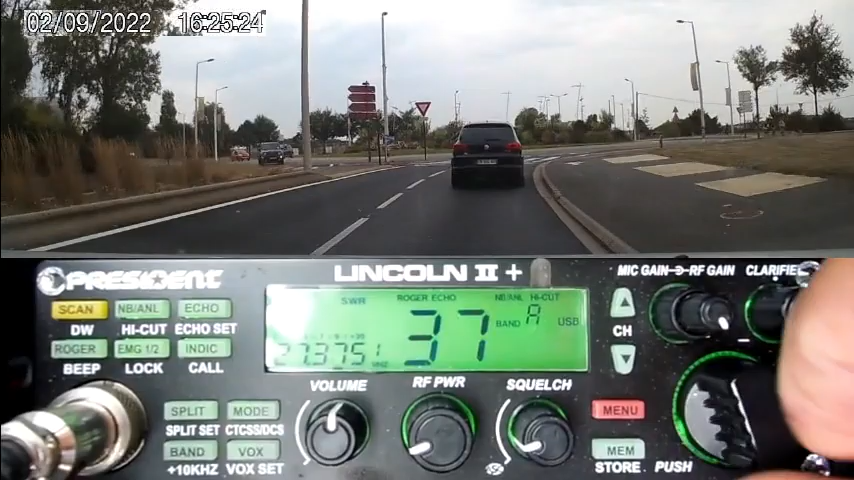 02/09/2022 16:25:24
PRESIDENT LINCOLN II + MIC GAIN RF GAIN CLARIFIE
SCAN NB/ANL ECHO
DW HI-CUT ECHO SET
ROGER EMG 1/2 INDIC
BEEP LOCK CALL
SWR ROGER ECHO NB/ANL HI-CUT
37 BAND A USB
27.3751 MHz
CH
VOLUME RF PWR SQUELCH
SPLIT MODE MENU
SPLIT SET CTCSS/DCS
BAND VOX MEM
+10KHZ VOX SET STORE PUSH